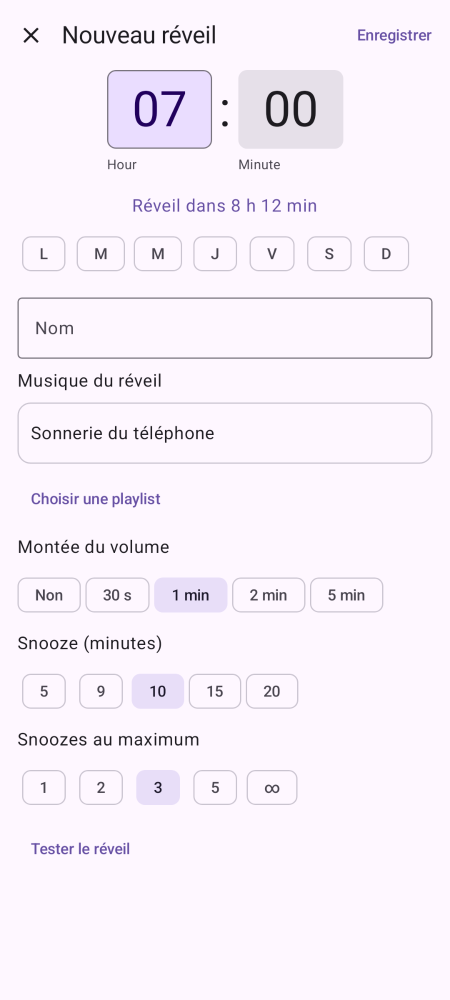 Nouveau réveil Enregistrer
07 : 00
Hour Minute
Réveil dans 8 h 12 min
L M M J V S D
Nom
Musique du réveil
Sonnerie du téléphone
Choisir une playlist
Montée du volume
Non 30 s 1 min 2 min 5 min
Snooze (minutes)
5 9 10 15 20
Snoozes au maximum
1 2 3 5 ∞
Tester le réveil